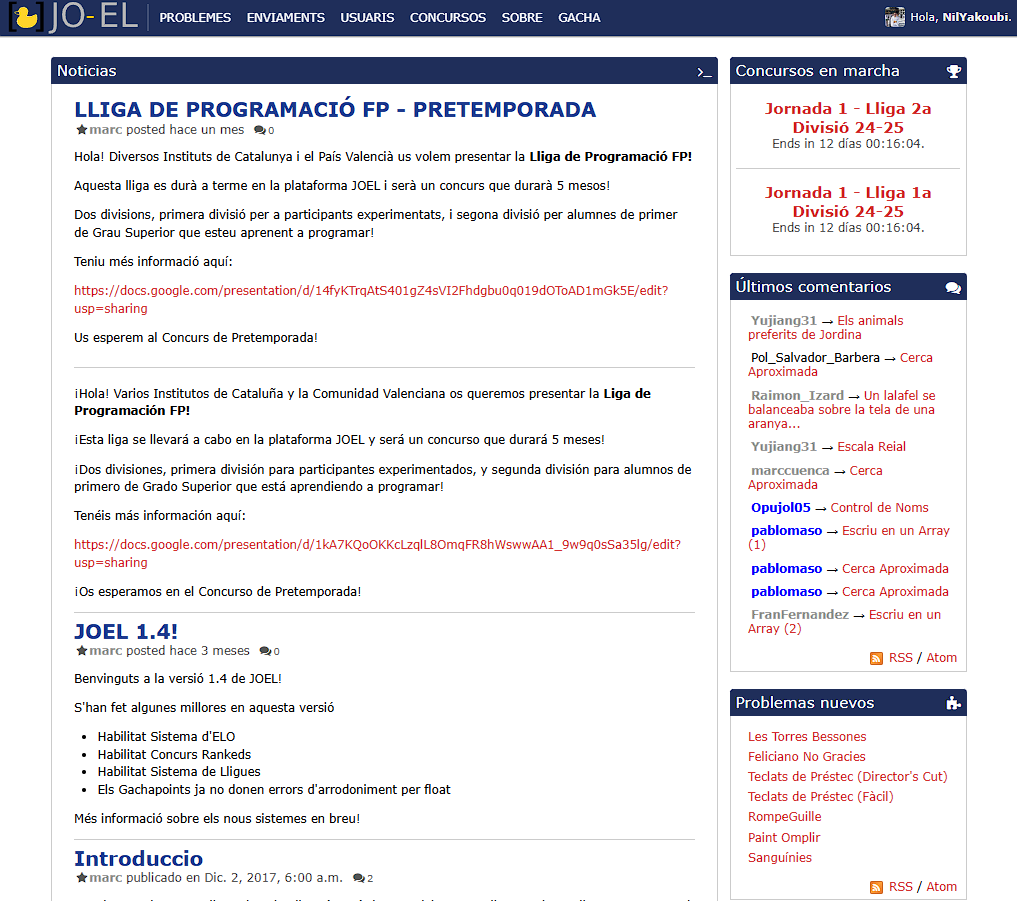 JO-EL
PROBLEMES ENVIAMENTS USUARIS CONCURSOS SOBRE GACHA
Hola, NilYakoubi.
Noticias
LLIGA DE PROGRAMACIÓ FP - PRETEMPORADA
marc posted hace un mes 0
Hola! Diversos Instituts de Catalunya i el País Valencià us volem presentar la Lliga de Programació FP!
Aquesta lliga es durà a terme en la plataforma JOEL i serà un concurs que durarà 5 mesos!
Dos divisions, primera divisió per a participants experimentats, i segona divisió per alumnes de primer
de Grau Superior que esteu aprenent a programar!
Teniu més informació aquí:
https://docs.google.com/presentation/d/14fyKTrqAtS401gZ4sVI2Fhdgbu0q019dOToAD1mGk5E/edit?
usp=sharing
Us esperem al Concurs de Pretemporada!
¡Hola! Varios Institutos de Cataluña y la Comunidad Valenciana os queremos presentar la Liga de
Programación FP!
¡Esta liga se llevará a cabo en la plataforma JOEL y será un concurso que durará 5 meses!
¡Dos divisiones, primera división para participantes experimentados, y segunda división para alumnos de
primero de Grado Superior que está aprendiendo a programar!
Tenéis más información aquí:
https://docs.google.com/presentation/d/1kA7KQoOKKcLzqlL8OmqFR8hWswwAA1_9w9q0sSa35lg/edit?
usp=sharing
¡Os esperamos en el Concurso de Pretemporada!
JOEL 1.4!
marc posted hace 3 meses 0
Benvinguts a la versió 1.4 de JOEL!
S'han fet algunes millores en aquesta versió
• Habilitat Sistema d'ELO
• Habilitat Concurs Rankeds
• Habilitat Sistema de Lligues
• Els Gachapoints ja no donen errors d'arrodoniment per float
Més informació sobre els nous sistemes en breu!
Introduccio
marc publicado en Dic. 2, 2017, 6:00 a.m. 2
Concursos en marcha
Jornada 1 - Lliga 2a
Divisió 24-25
Ends in 12 días 00:16:04.
Jornada 1 - Lliga 1a
Divisió 24-25
Ends in 12 días 00:16:04.
Últimos comentarios
Yujiang31 → Els animals
preferits de Jordina
Pol_Salvador_Barbera → Cerca
Aproximada
Raimon_Izard → Un lalafel se
balanceaba sobre la tela de una
aranya...
Yujiang31 → Escala Reial
marccuenca → Cerca
Aproximada
Opujol05 → Control de Noms
pablomaso → Escriu en un Array
(1)
pablomaso → Cerca Aproximada
pablomaso → Cerca Aproximada
FranFernandez → Escriu en un
Array (2)
RSS / Atom
Problemas nuevos
Les Torres Bessones
Feliciano No Gracies
Teclats de Préstec (Director's Cut)
Teclats de Préstec (Fàcil)
RompeGuille
Paint Omplir
Sanguínies
RSS / Atom